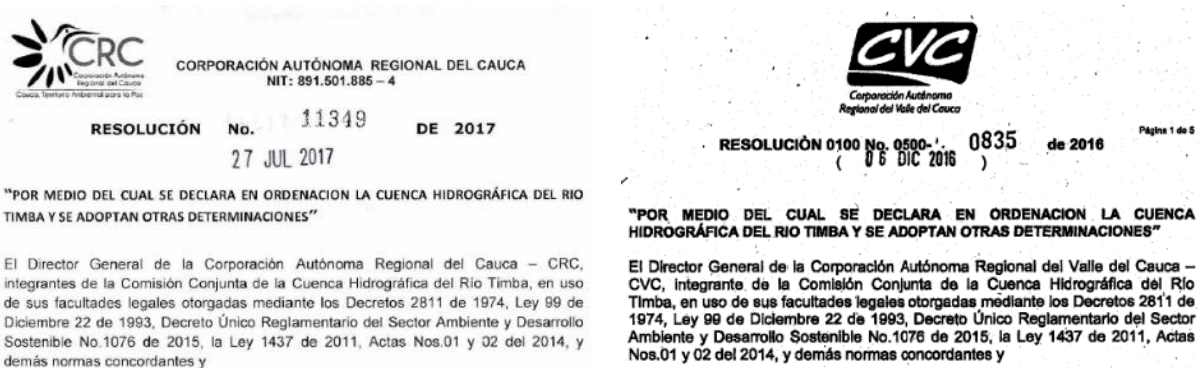 CRC
Corporación Autónoma
Regional del Cauca
Cauca, Territorio Ambiental para la Paz
CORPORACIÓN AUTÓNOMA REGIONAL DEL CAUCA
NIT: 891.501.885 – 4
RESOLUCIÓN No. 11349 DE 2017
27 JUL 2017
"POR MEDIO DEL CUAL SE DECLARA EN ORDENACION LA CUENCA HIDROGRÁFICA DEL RIO
TIMBA Y SE ADOPTAN OTRAS DETERMINACIONES"
El Director General de la Corporación Autónoma Regional del Cauca – CRC,
integrantes de la Comisión Conjunta de la Cuenca Hidrográfica del Río Timba, en uso
de sus facultades legales otorgadas mediante los Decretos 2811 de 1974, Ley 99 de
Diciembre 22 de 1993, Decreto Único Reglamentario del Sector Ambiente y Desarrollo
Sostenible No.1076 de 2015, la Ley 1437 de 2011, Actas Nos.01 y 02 del 2014, y
demás normas concordantes y
CVC
Corporación Autónoma
Regional del Valle del Cauca
Página 1 de 5
RESOLUCIÓN 0100 No. 0500- 0835 de 2016
( 06 DIC 2016 )
"POR MEDIO DEL CUAL SE DECLARA EN ORDENACION LA CUENCA
HIDROGRÁFICA DEL RIO TIMBA Y SE ADOPTAN OTRAS DETERMINACIONES"
El Director General de la Corporación Autónoma Regional del Valle del Cauca –
CVC, integrante de la Comisión Conjunta de la Cuenca Hidrográfica del Río
Timba, en uso de sus facultades legales otorgadas mediante los Decretos 2811 de
1974, Ley 99 de Diciembre 22 de 1993, Decreto Único Reglamentario del Sector
Ambiente y Desarrollo Sostenible No.1076 de 2015, la Ley 1437 de 2011, Actas
Nos.01 y 02 del 2014, y demás normas concordantes y